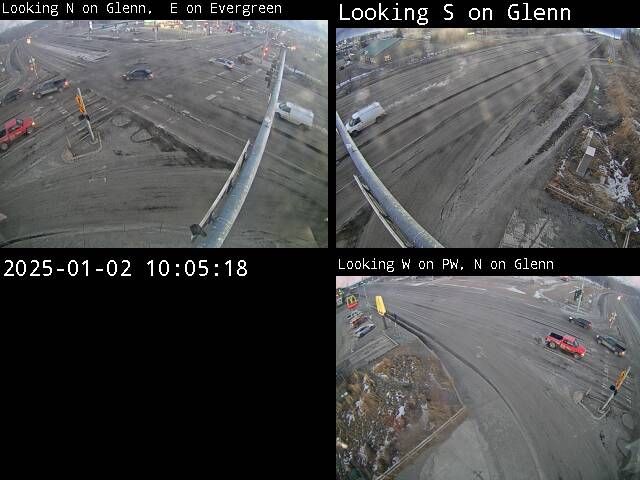 Looking N on Glenn,  E on Evergreen
Looking S on Glenn
2025-01-02 10:05:18
Looking W on PW, N on Glenn